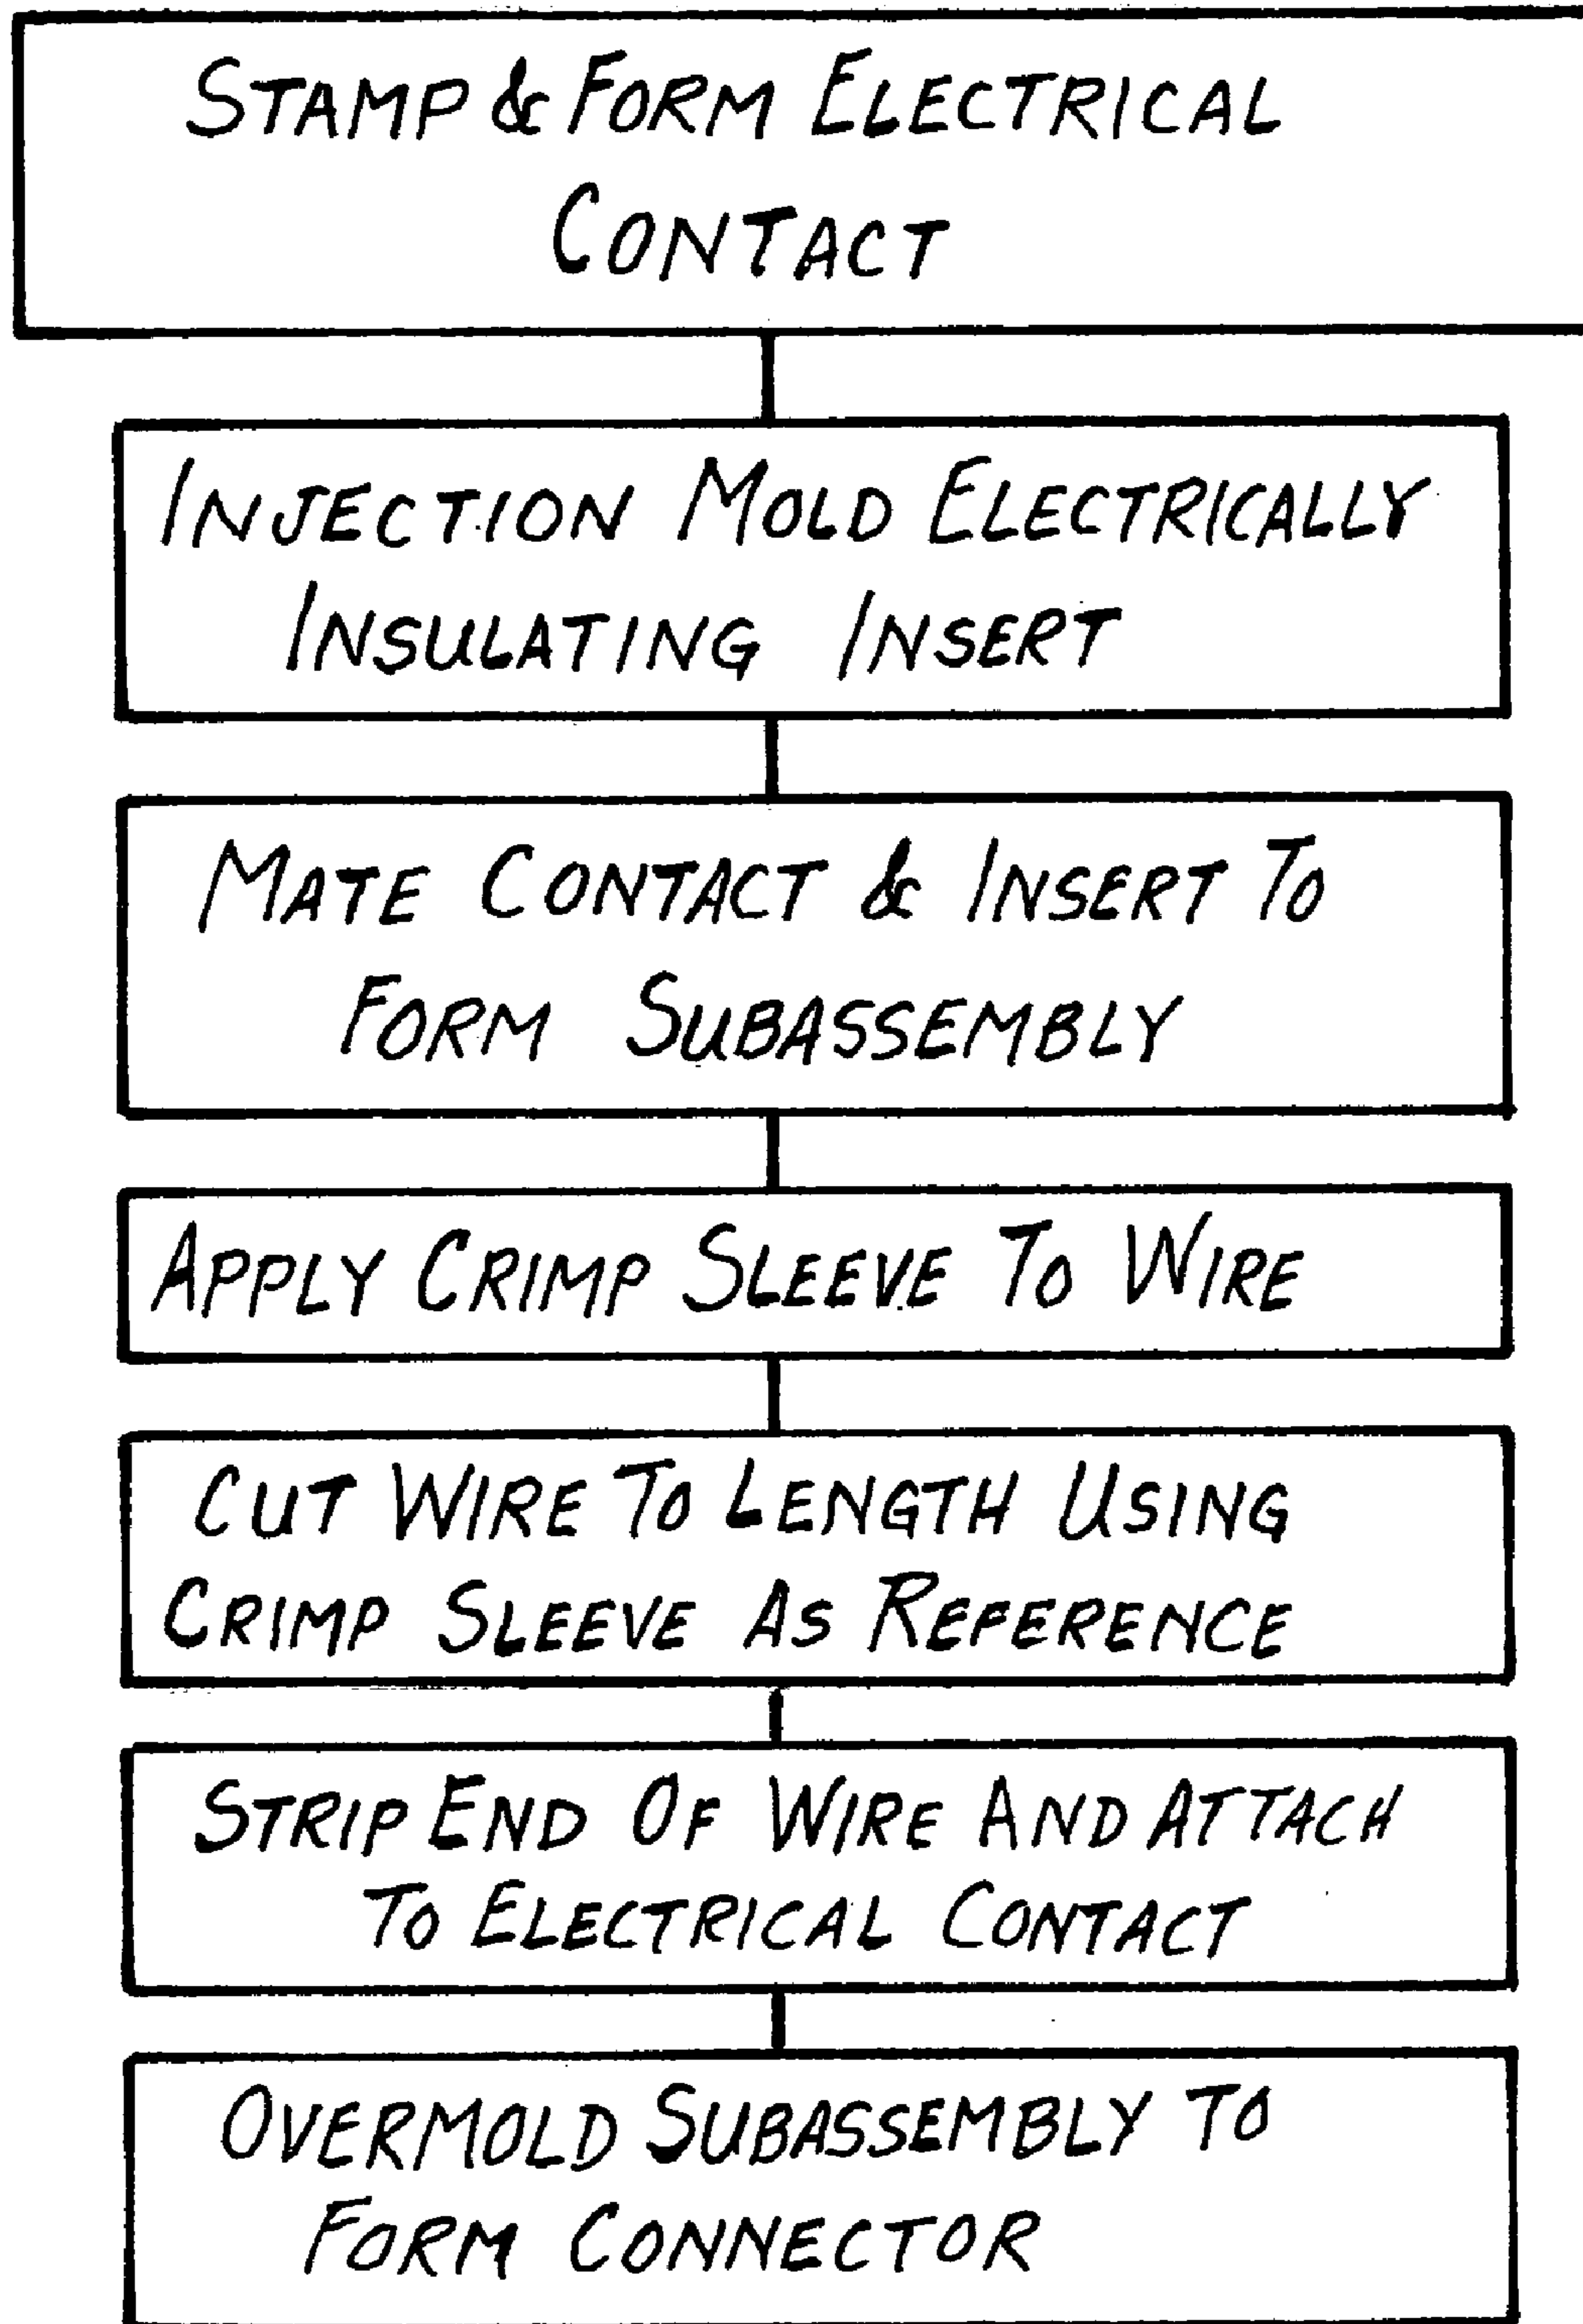 STAMP & FORM ELECTRICAL
CONTACT
INJECTION MOLD ELECTRICALLY
INSULATING INSERT
MATE CONTACT & INSERT TO
FORM SUBASSEMBLY
APPLY CRIMP SLEEVE TO WIRE
CUT WIRE TO LENGTH USING
CRIMP SLEEVE AS REFERENCE
STRIP END OF WIRE AND ATTACH
TO ELECTRICAL CONTACT
OVERMOLD SUBASSEMBLY TO
FORM CONNECTOR